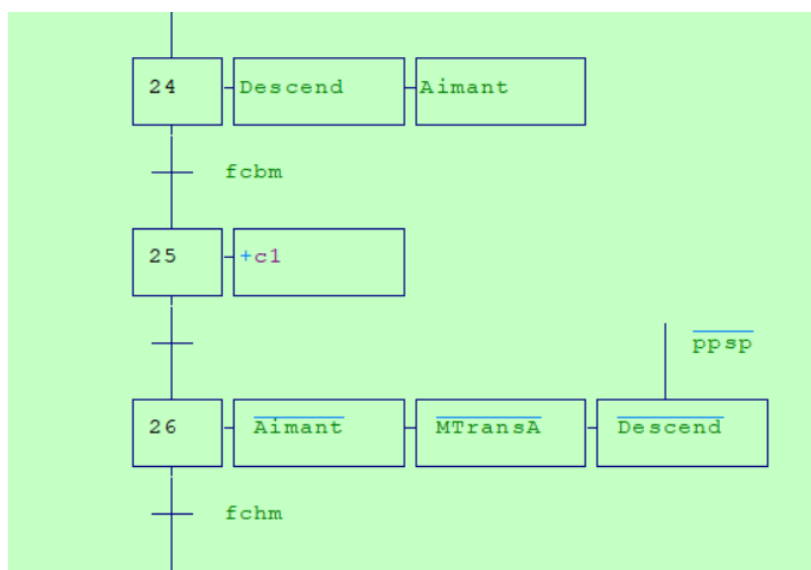 24 Descend Aimant
fcbm
25 +c1
ppsp
26 Aimant MTransA Descend
fchm